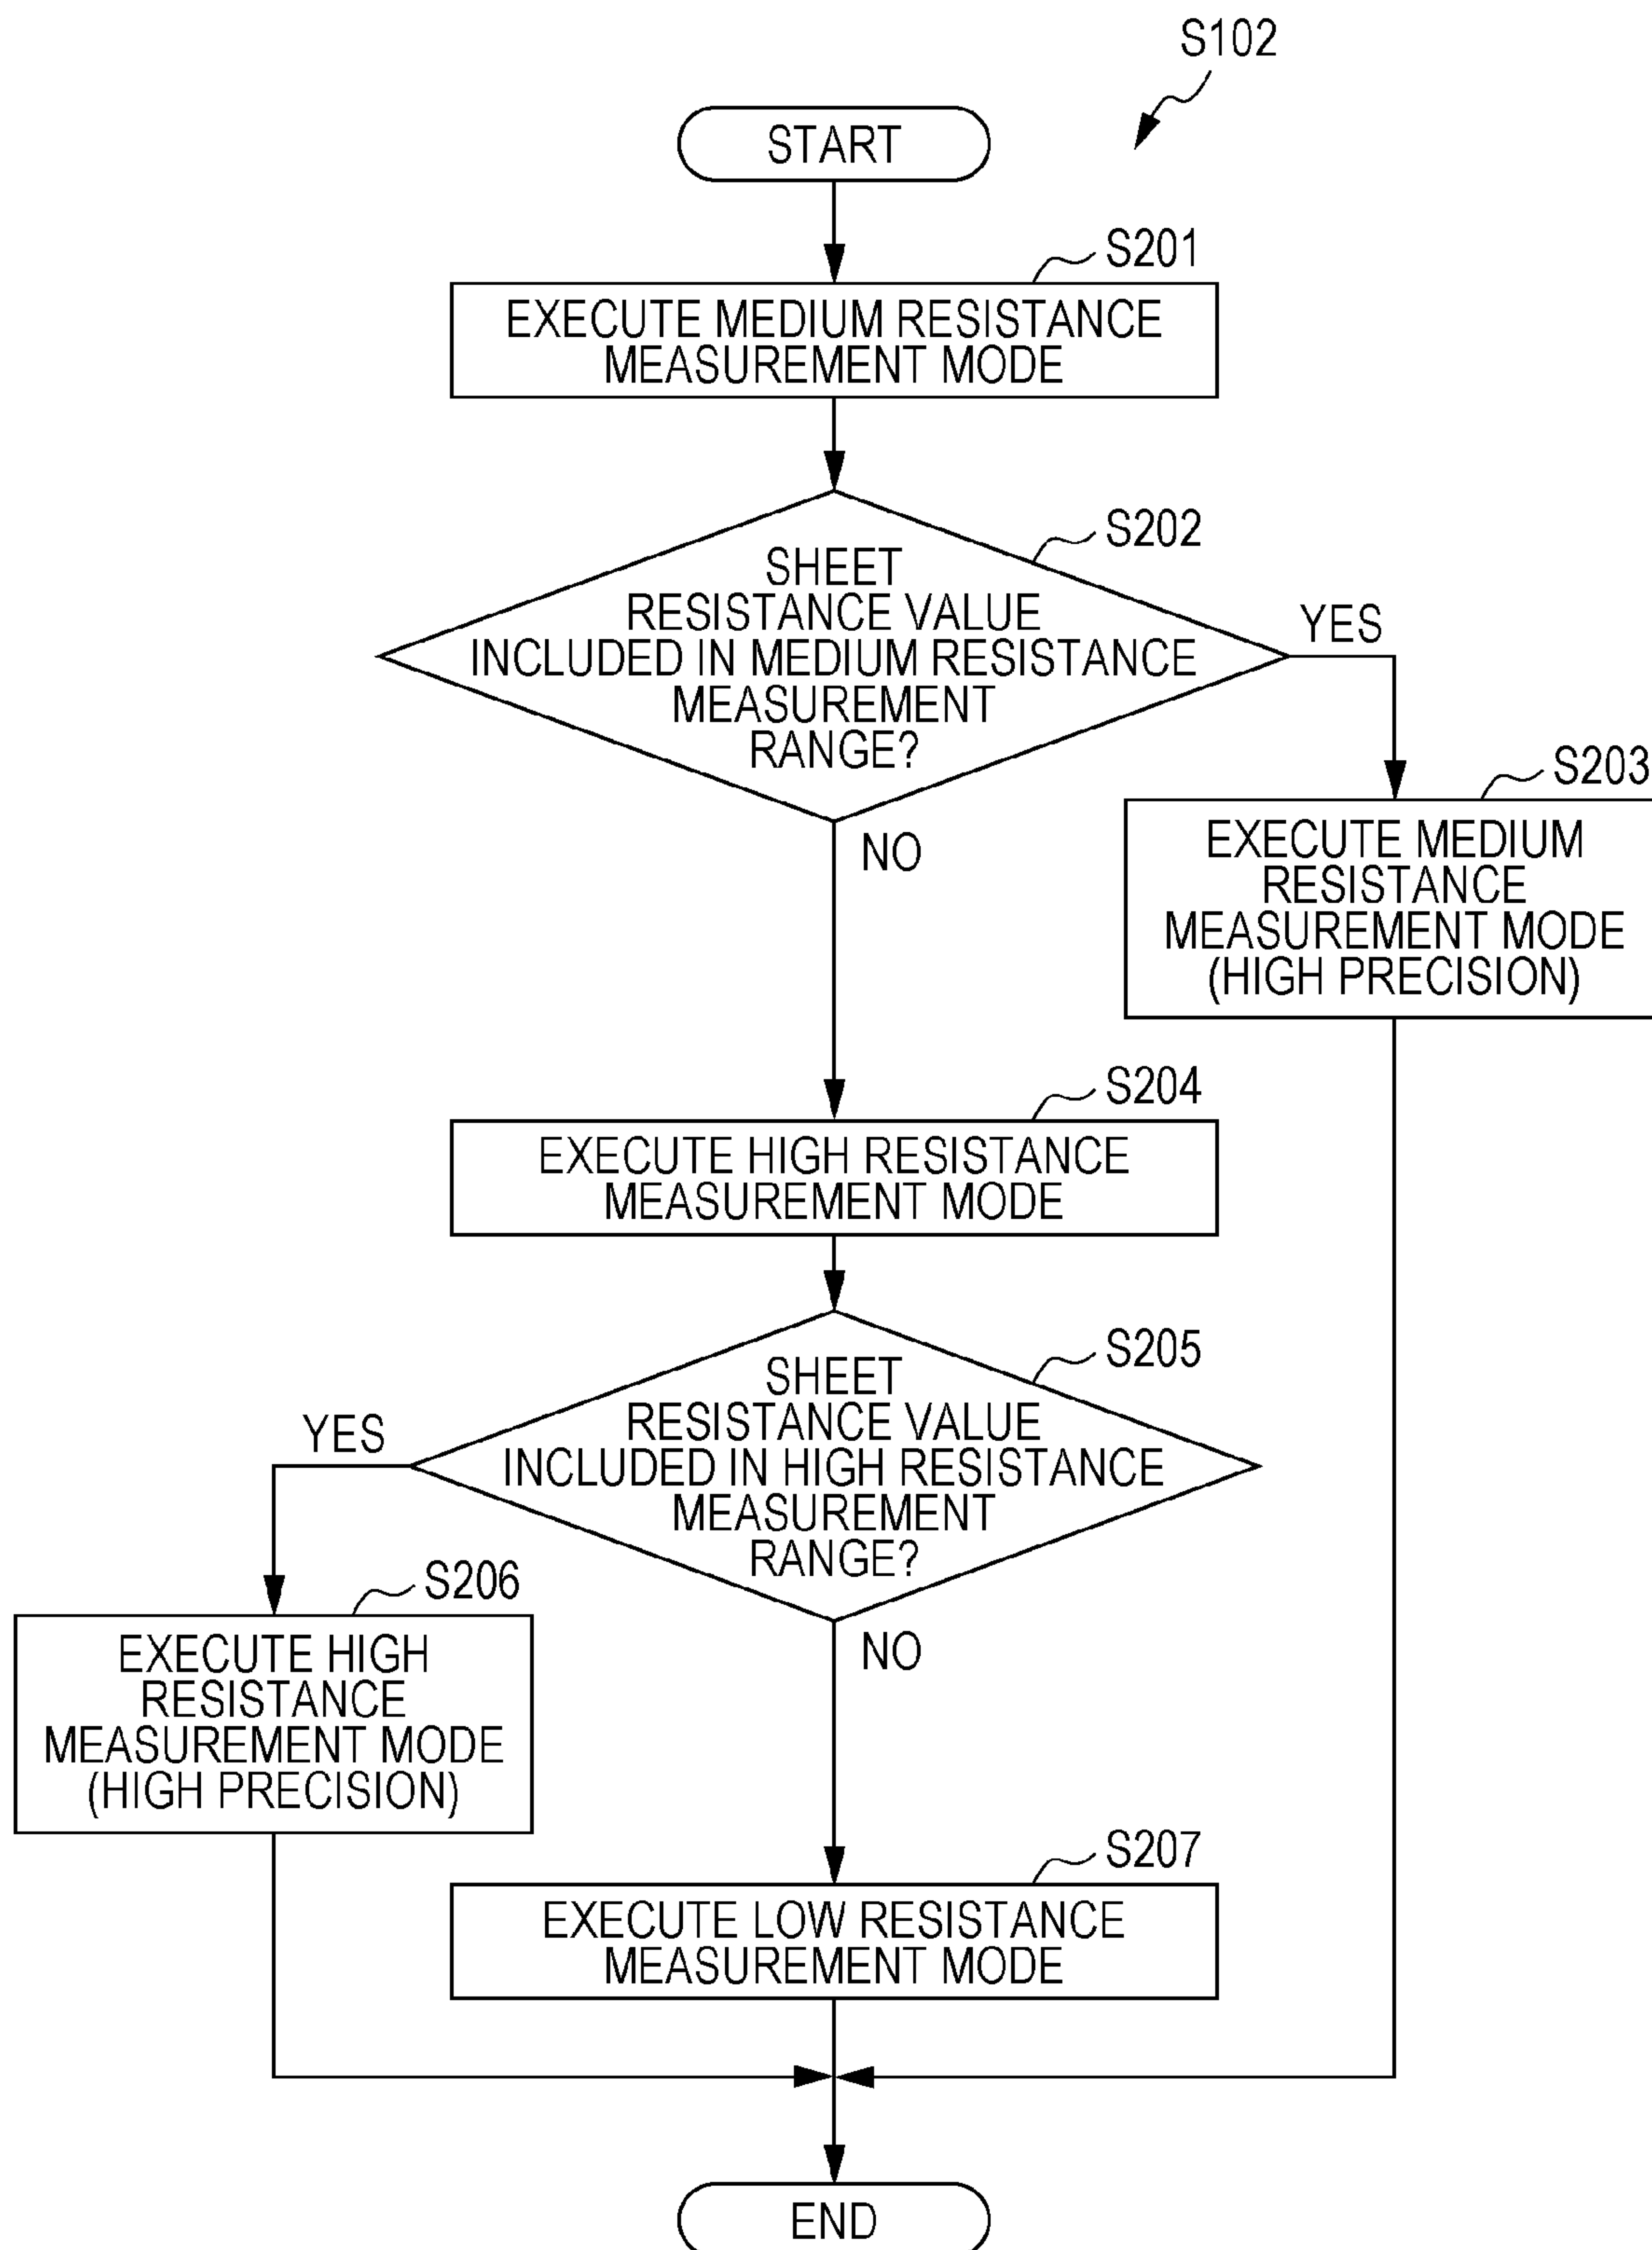 S102
START
S201
EXECUTE MEDIUM RESISTANCE
MEASUREMENT MODE
S202
SHEET
RESISTANCE VALUE
INCLUDED IN MEDIUM RESISTANCE
MEASUREMENT
RANGE?
YES
NO
S203
EXECUTE MEDIUM
RESISTANCE
MEASUREMENT MODE
(HIGH PRECISION)
S204
EXECUTE HIGH RESISTANCE
MEASUREMENT MODE
S205
SHEET
RESISTANCE VALUE
INCLUDED IN HIGH RESISTANCE
MEASUREMENT
RANGE?
YES
NO
S206
EXECUTE HIGH
RESISTANCE
MEASUREMENT MODE
(HIGH PRECISION)
S207
EXECUTE LOW RESISTANCE
MEASUREMENT MODE
END